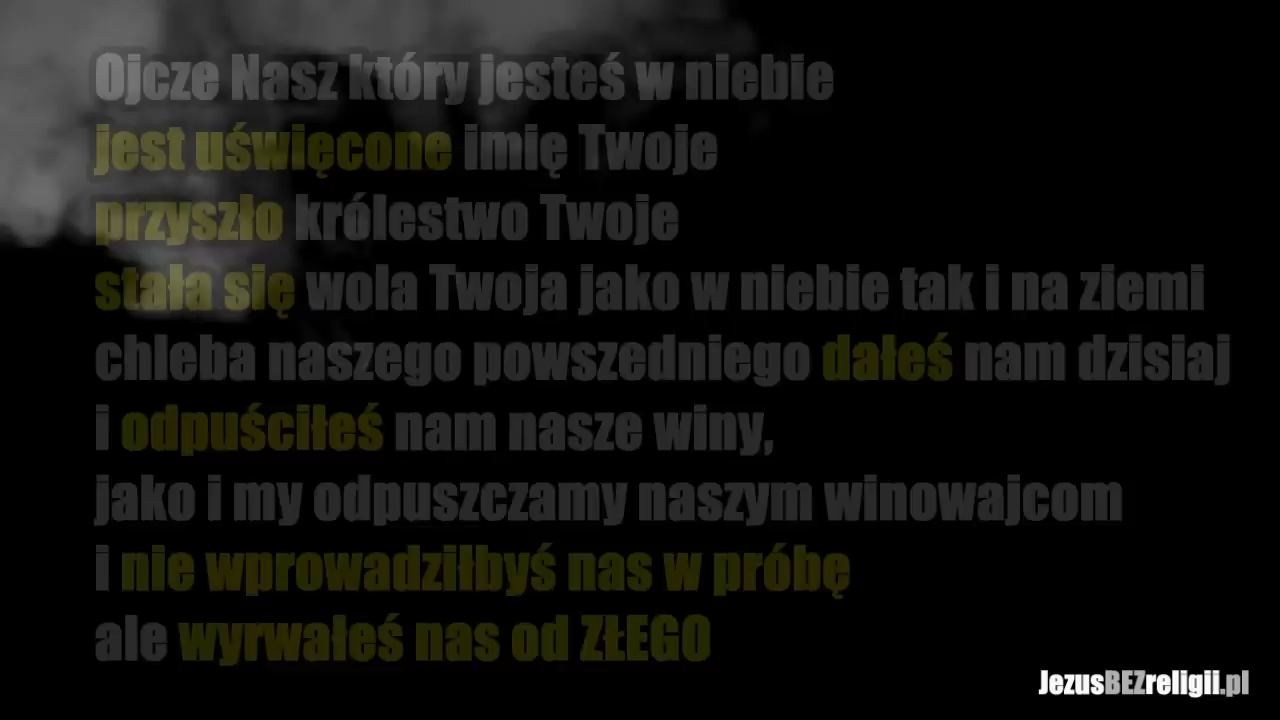 Ojcze Nasz który jesteś w niebie
jest uświęcone imię Twoje
przyszło królestwo Twoje
stała się wola Twoja jako w niebie tak i na ziemi
chleba naszego powszedniego dałeś nam dzisiaj
i odpuściłeś nam nasze winy,
jako i my odpuszczamy naszym winowajcom
i nie wprowadziłbyś nas w próbę
ale wyrwałeś nas od ZŁEGO
JezusBEZreligii.pl